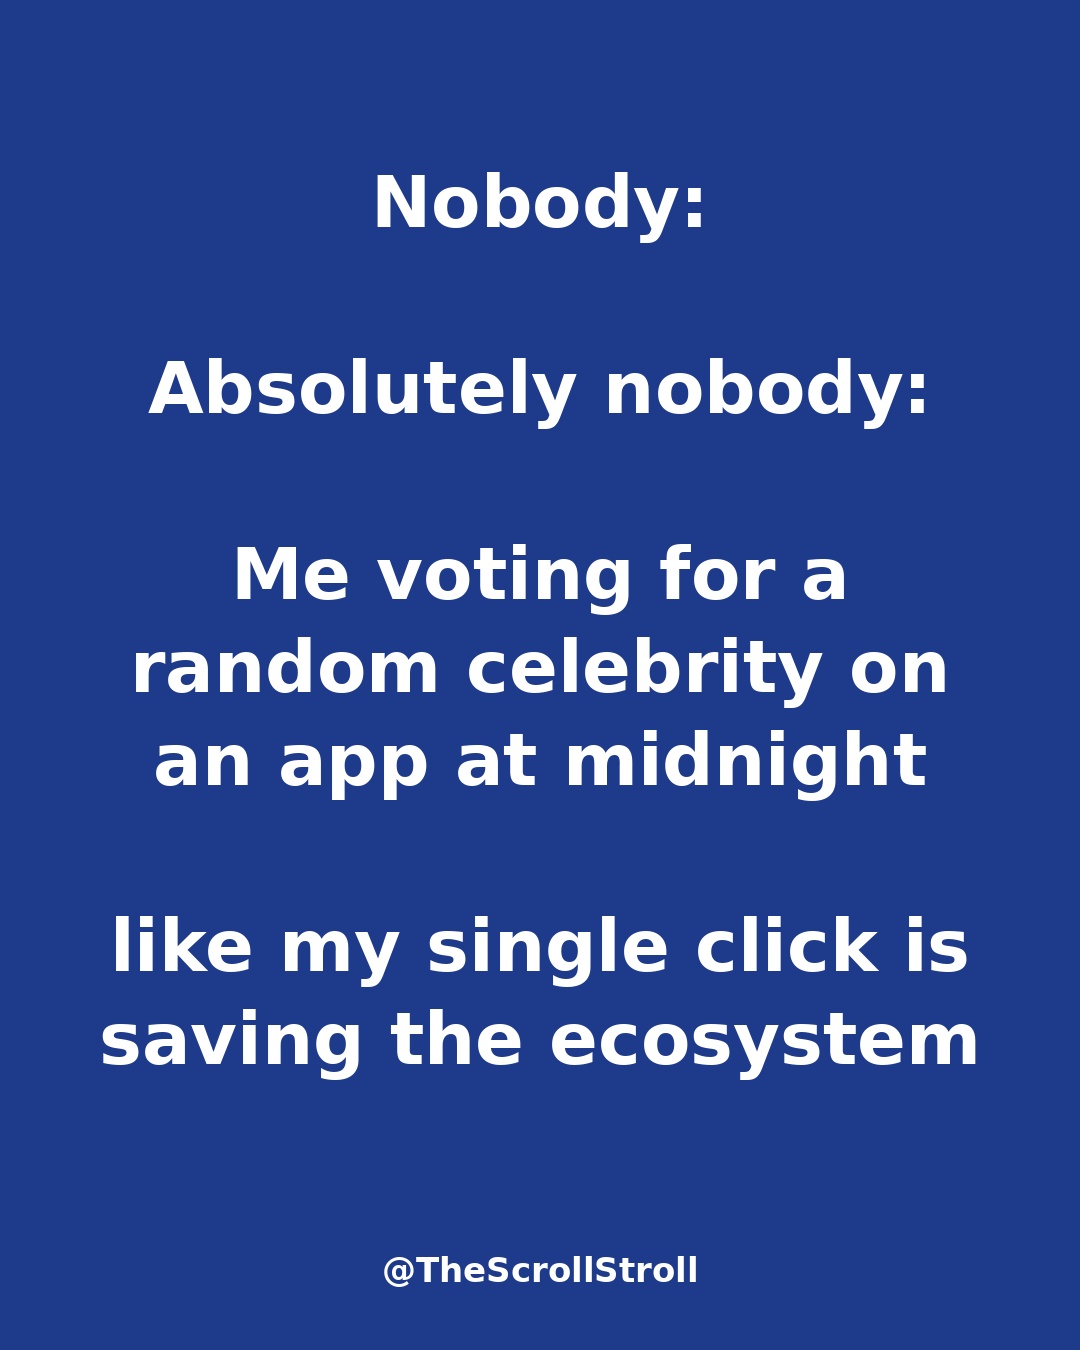 Nobody:
Absolutely nobody:
Me voting for a
random celebrity on
an app at midnight
like my single click is
saving the ecosystem
@TheScrollStroll